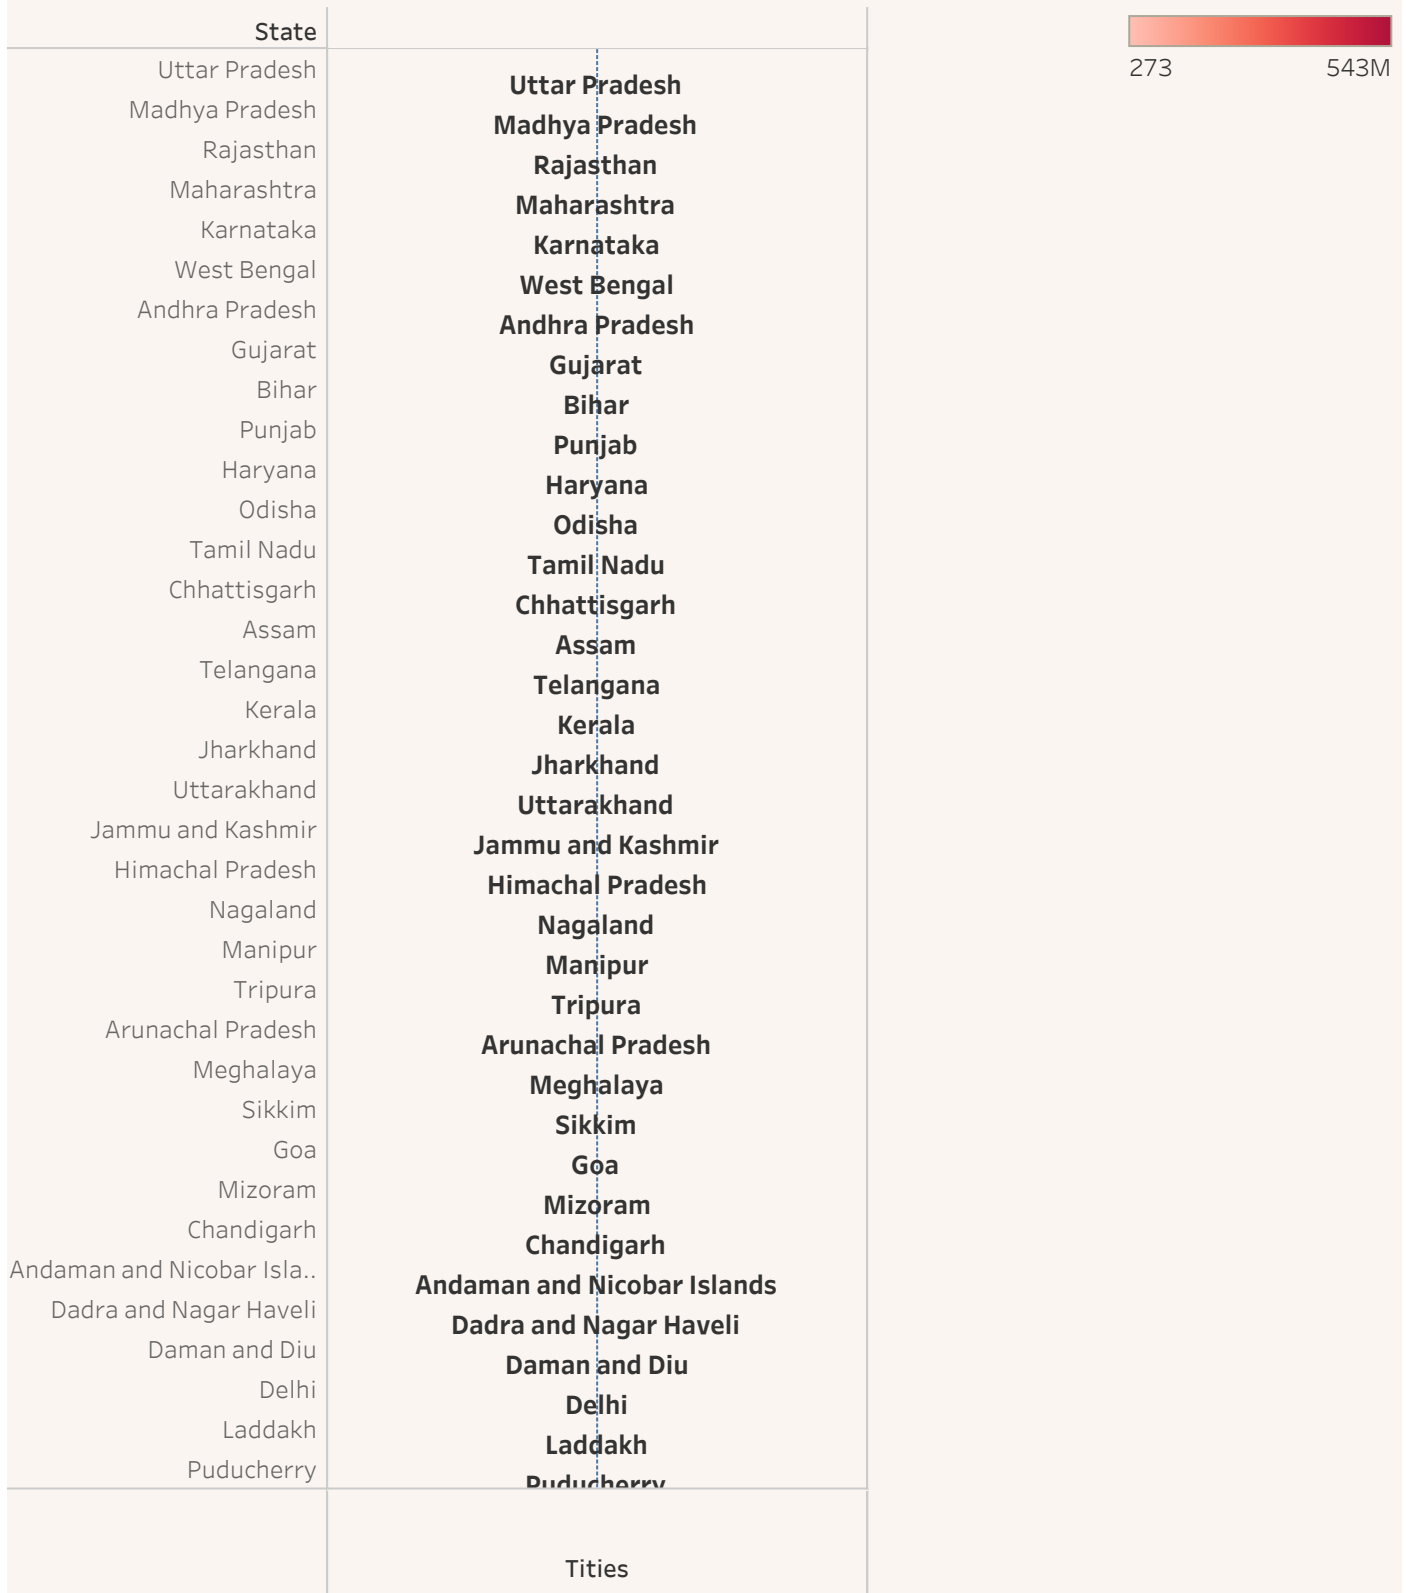 State
273 543M
Uttar Pradesh
Uttar Pradesh
Madhya Pradesh
Madhya Pradesh
Rajasthan
Rajasthan
Maharashtra
Maharashtra
Karnataka
Karnataka
West Bengal
West Bengal
Andhra Pradesh
Andhra Pradesh
Gujarat
Gujarat
Bihar
Bihar
Punjab
Punjab
Haryana
Haryana
Odisha
Odisha
Tamil Nadu
Tamil Nadu
Chhattisgarh
Chhattisgarh
Assam
Assam
Telangana
Telangana
Kerala
Kerala
Jharkhand
Jharkhand
Uttarakhand
Uttarakhand
Jammu and Kashmir
Jammu and Kashmir
Himachal Pradesh
Himachal Pradesh
Nagaland
Nagaland
Manipur
Manipur
Tripura
Tripura
Arunachal Pradesh
Arunachal Pradesh
Meghalaya
Meghalaya
Sikkim
Sikkim
Goa
Goa
Mizoram
Mizoram
Chandigarh
Chandigarh
Andaman and Nicobar Isla..
Andaman and Nicobar Islands
Dadra and Nagar Haveli
Dadra and Nagar Haveli
Daman and Diu
Daman and Diu
Delhi
Delhi
Laddakh
Laddakh
Puducherry
Puducherry
Tities